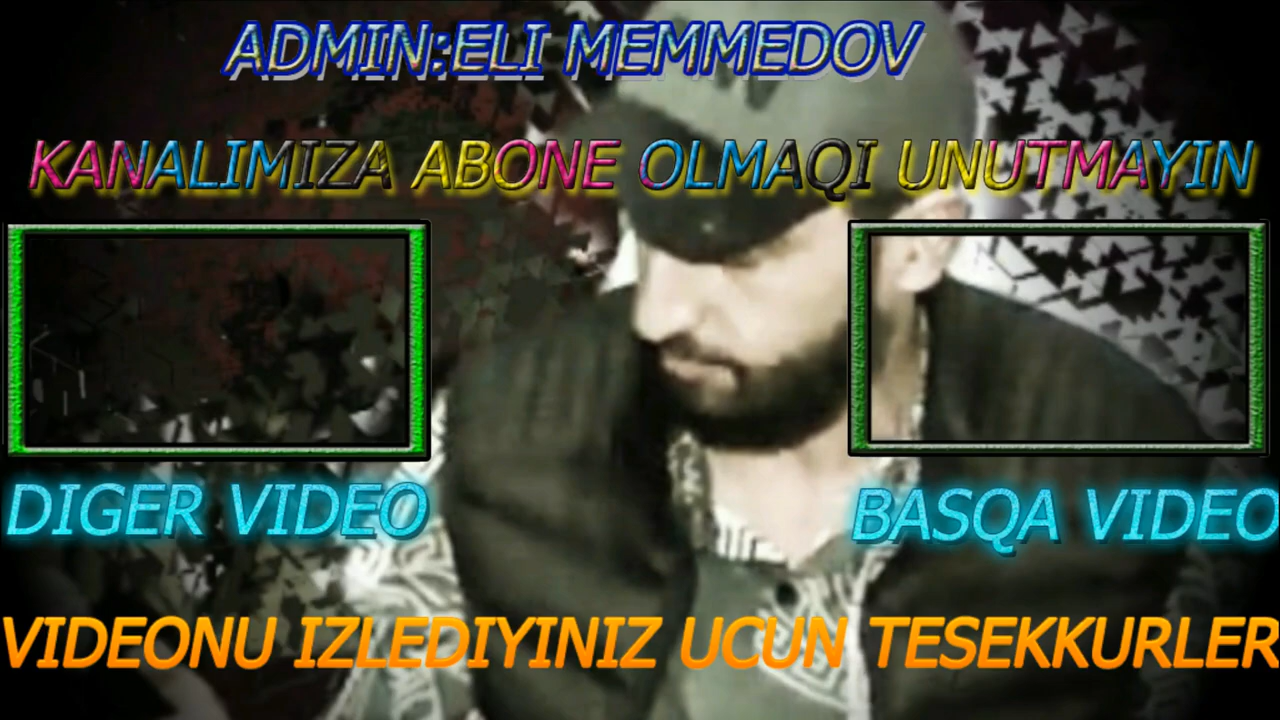 ADMIN:ELI MEMMEDOV
KANALIMIZA ABONE OLMAQI UNUTMAYIN
DIGER VIDEO
BASQA VIDEO
VIDEONU IZLEDIYINIZ UCUN TESEKKURLER